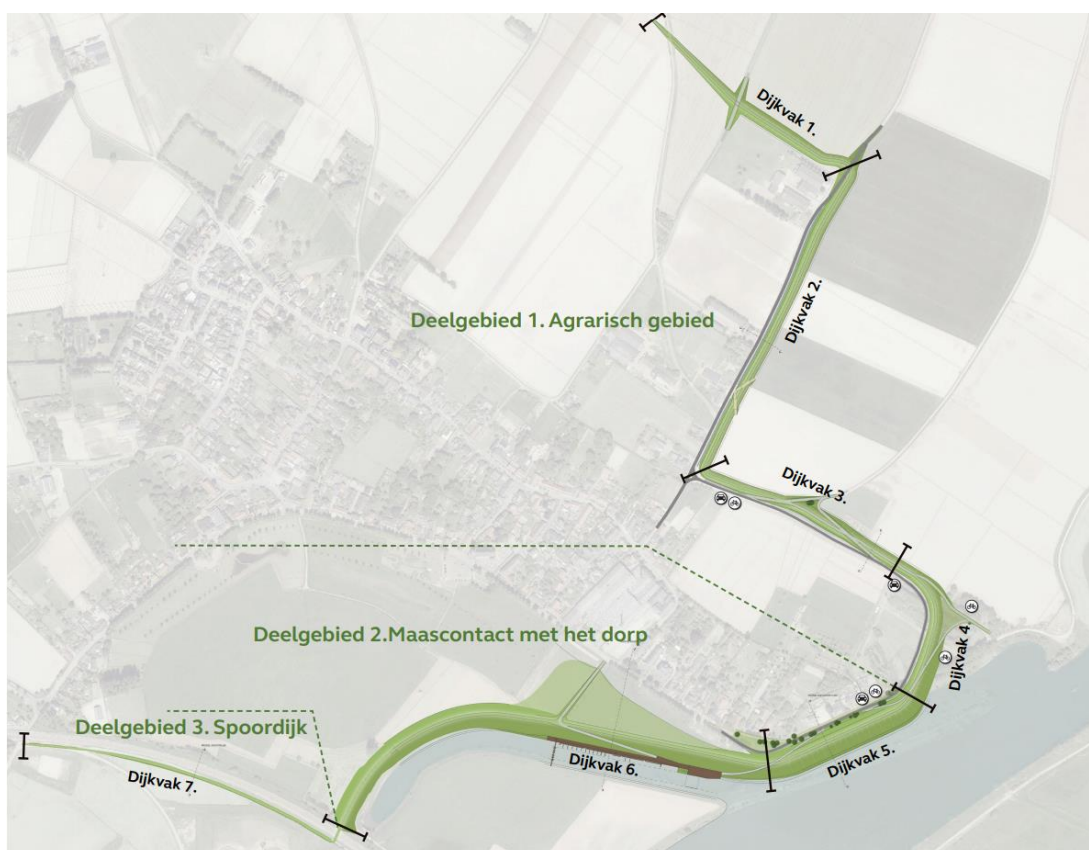 Dijkvak 1.
Dijkvak 2.
Deelgebied 1. Agrarisch gebied
Dijkvak 3.
Deelgebied 2.Maascontact met het dorp
Dijkvak 4.
Deelgebied 3. Spoordijk
Dijkvak 5.
Dijkvak 6.
Dijkvak 7.